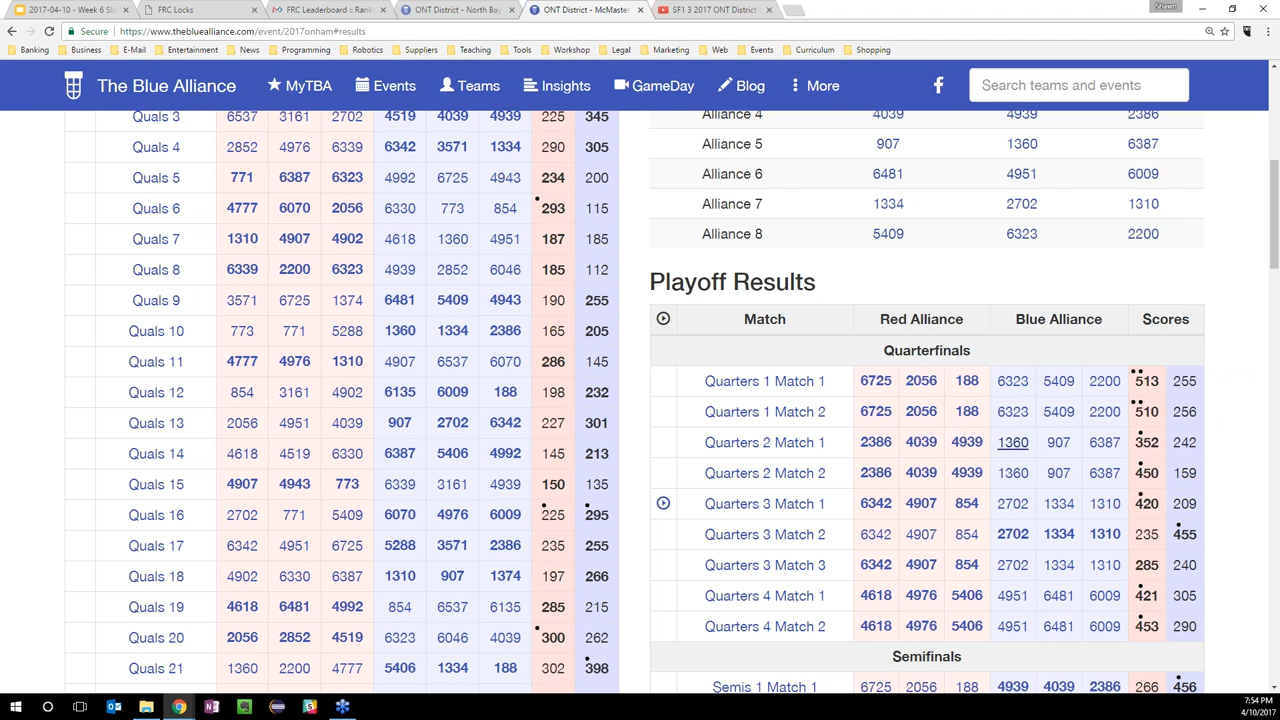 2017-04-10 - Week 6 Sli
FRC Locks
FRC Leaderboard :: Rank
ONT District - North Bay
ONT District - McMaster
SF1 3 2017 ONT District
Shawn
Secure https://www.thebluealliance.com/event/2017onham#results
Banking Business E-Mail Entertainment News Programming Robotics Suppliers Teaching Tools Workshop Legal Marketing Web Events Curriculum Shopping
The Blue Alliance MyTBA Events Teams Insights GameDay Blog More Search teams and events
Quals 3 6537 3161 2702 4519 4039 4939 225 345
Quals 4 2852 4976 6339 6342 3571 1334 290 305
Quals 5 771 6387 6323 4992 6725 4943 234 200
Quals 6 4777 6070 2056 6330 773 854 293 115
Quals 7 1310 4907 4902 4618 1360 4951 187 185
Quals 8 6339 2200 6323 4939 2852 6046 185 112
Quals 9 3571 6725 1374 6481 5409 4943 190 255
Quals 10 773 771 5288 1360 1334 2386 165 205
Quals 11 4777 4976 1310 4907 6537 6070 286 145
Quals 12 854 3161 4902 6135 6009 188 198 232
Quals 13 2056 4951 4039 907 2702 6342 227 301
Quals 14 4618 4519 6330 6387 5406 4992 145 213
Quals 15 4907 4943 773 6339 3161 4939 150 135
Quals 16 2702 771 5409 6070 4976 6009 225 295
Quals 17 6342 4951 6725 5288 3571 2386 235 255
Quals 18 4902 6330 6387 1310 907 1374 197 266
Quals 19 4618 6481 4992 854 6537 6135 285 215
Quals 20 2056 2852 4519 6323 6046 4039 300 262
Quals 21 1360 2200 4777 5406 1334 188 302 398
Alliance 4 4039 4939 2386
Alliance 5 907 1360 6387
Alliance 6 6481 4951 6009
Alliance 7 1334 2702 1310
Alliance 8 5409 6323 2200
Playoff Results
Match Red Alliance Blue Alliance Scores
Quarterfinals
Quarters 1 Match 1 6725 2056 188 6323 5409 2200 513 255
Quarters 1 Match 2 6725 2056 188 6323 5409 2200 510 256
Quarters 2 Match 1 2386 4039 4939 1360 907 6387 352 242
Quarters 2 Match 2 2386 4039 4939 1360 907 6387 450 159
Quarters 3 Match 1 6342 4907 854 2702 1334 1310 420 209
Quarters 3 Match 2 6342 4907 854 2702 1334 1310 235 455
Quarters 3 Match 3 6342 4907 854 2702 1334 1310 285 240
Quarters 4 Match 1 4618 4976 5406 4951 6481 6009 421 305
Quarters 4 Match 2 4618 4976 5406 4951 6481 6009 453 290
Semifinals
Semis 1 Match 1 6725 2056 188 4939 4039 2386 266 456
7:54 PM
4/10/2017